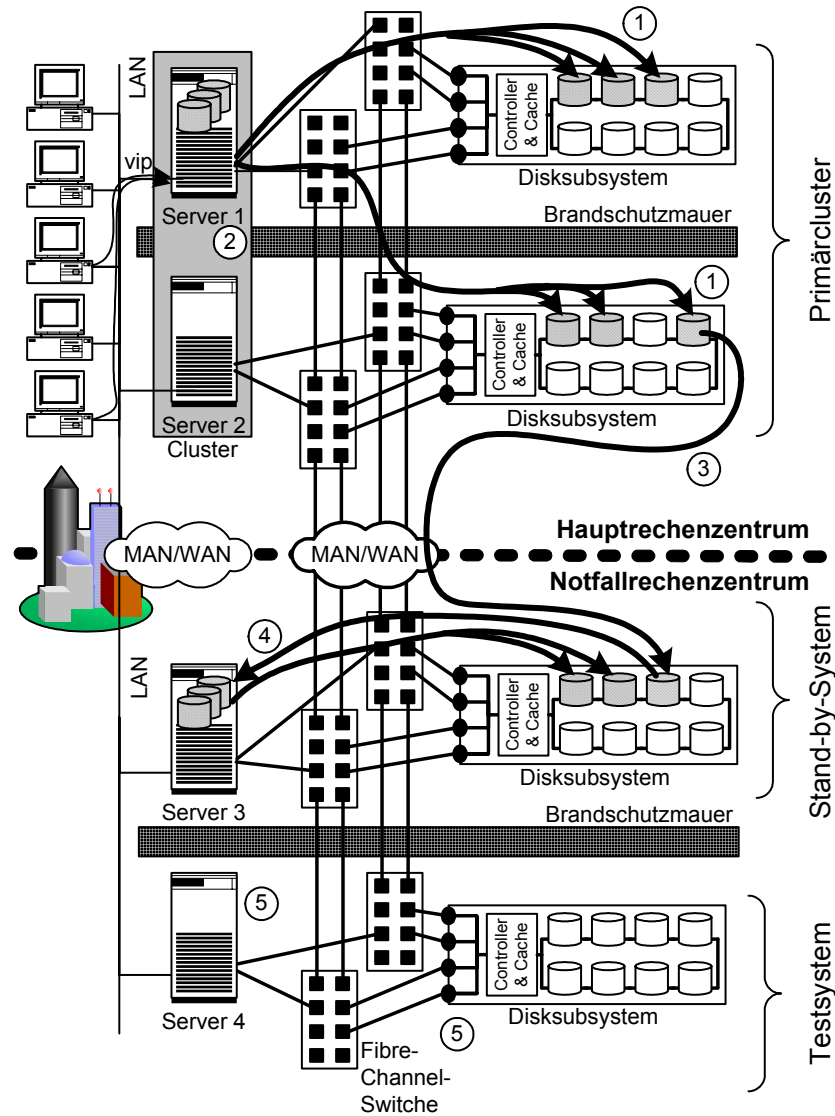 1
LAN
Controller
& Cache
vip
Disksubsystem
Server 1
Brandschutzmauer
2
Primärcluster
1
Controller
& Cache
Server 2
Disksubsystem
Cluster
3
Hauptrechenzentrum
MAN/WAN
MAN/WAN
Notfallrechenzentrum
4
LAN
Controller
& Cache
Stand-by-System
Disksubsystem
Server 3
Brandschutzmauer
5
Controller
& Cache
Testsystem
Server 4
5
Disksubsystem
Fibre-
Channel-
Switche